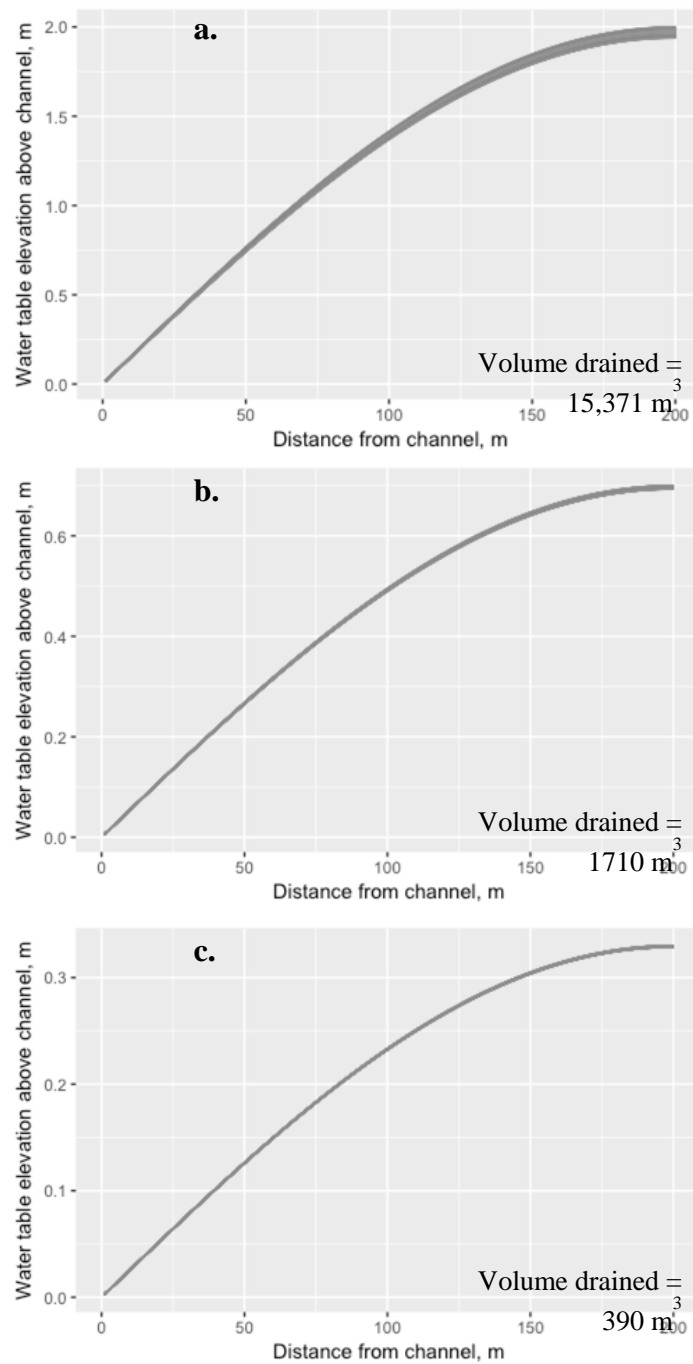 a.
Water table elevation above channel, m
2.0
1.5
1.0
0.5
0.0
Volume drained =
15,371 m³
0 50 100 150 200
Distance from channel, m
b.
Water table elevation above channel, m
0.6
0.4
0.2
0.0
Volume drained =
1710 m³
0 50 100 150 200
Distance from channel, m
c.
Water table elevation above channel, m
0.3
0.2
0.1
0.0
Volume drained =
390 m³
0 50 100 150 200
Distance from channel, m